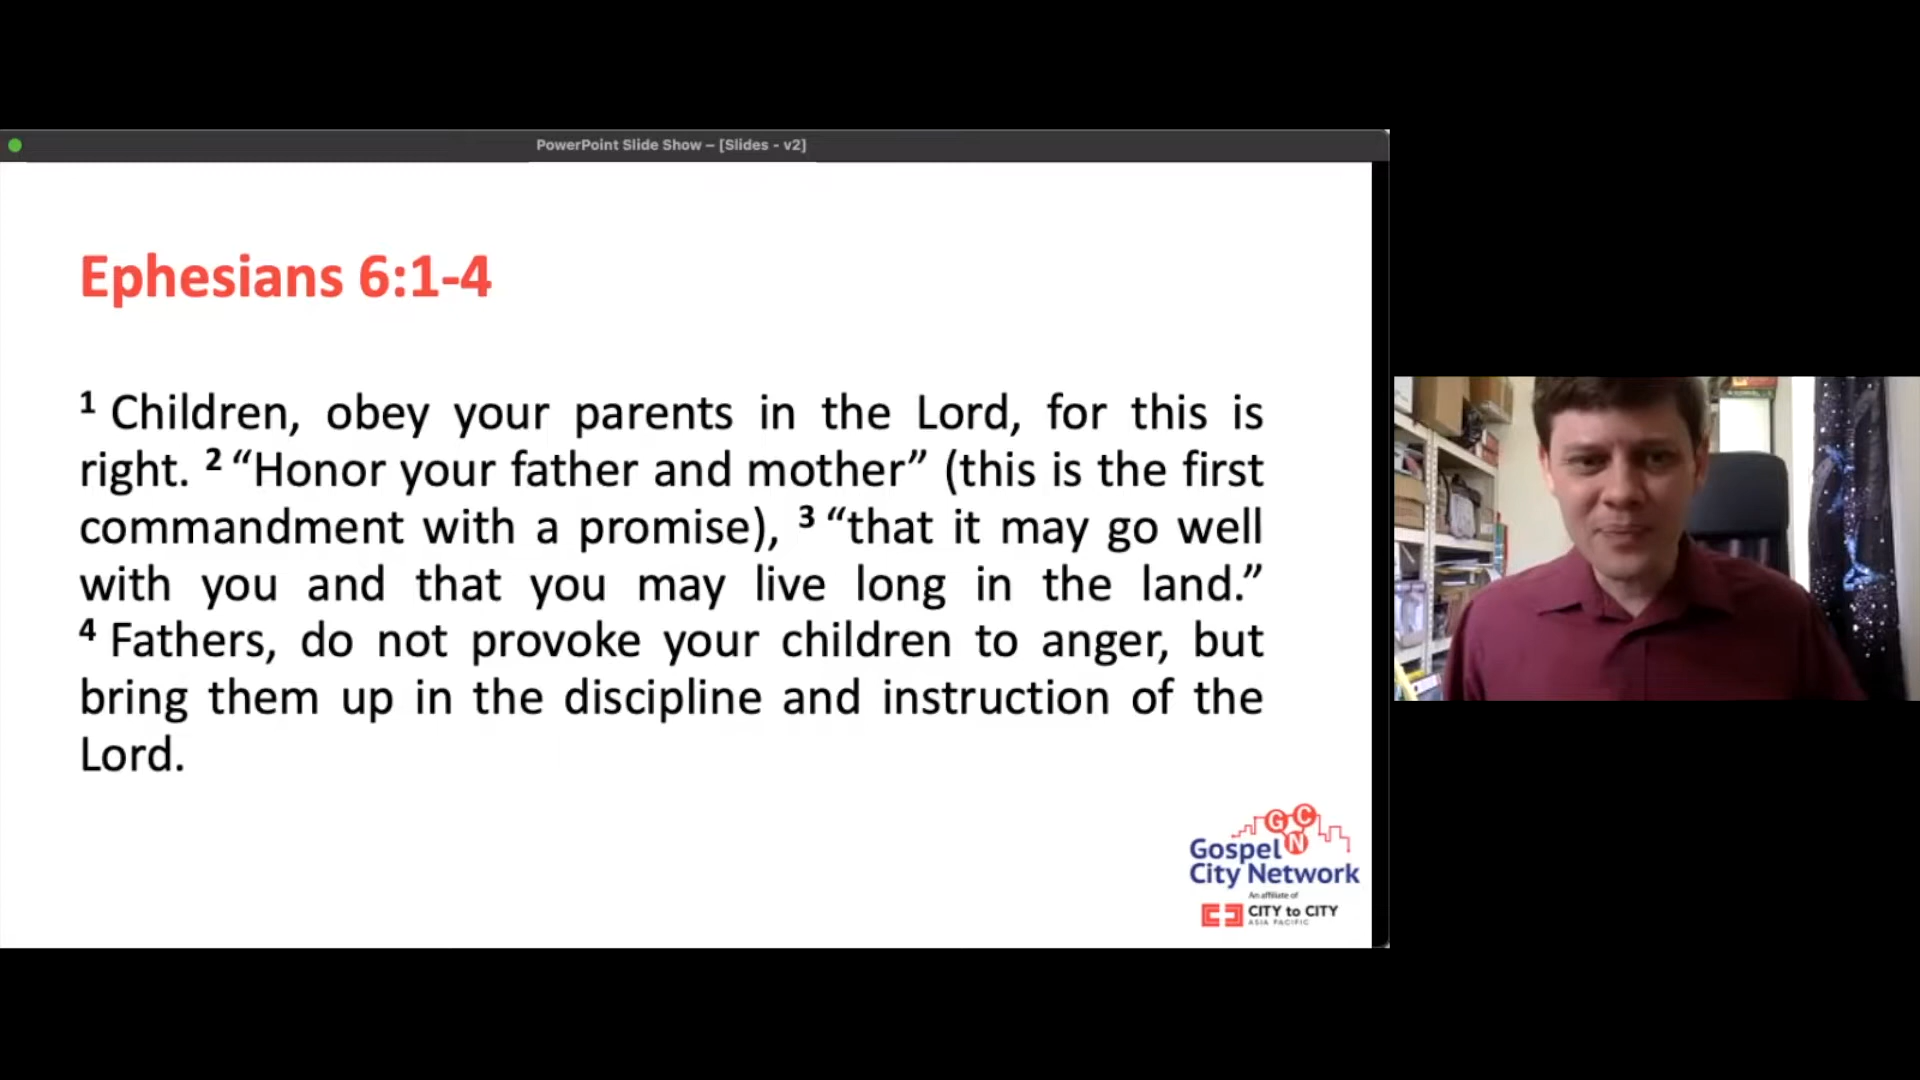 PowerPoint Slide Show – [Slides - v2]
Ephesians 6:1-4
1 Children, obey your parents in the Lord, for this is
right. 2 “Honor your father and mother” (this is the first
commandment with a promise), 3 “that it may go well
with you and that you may live long in the land.”
4 Fathers, do not provoke your children to anger, but
bring them up in the discipline and instruction of the
Lord.
G C
N
Gospel
City Network
An affiliate of
CITY to CITY
ASIA PACIFIC